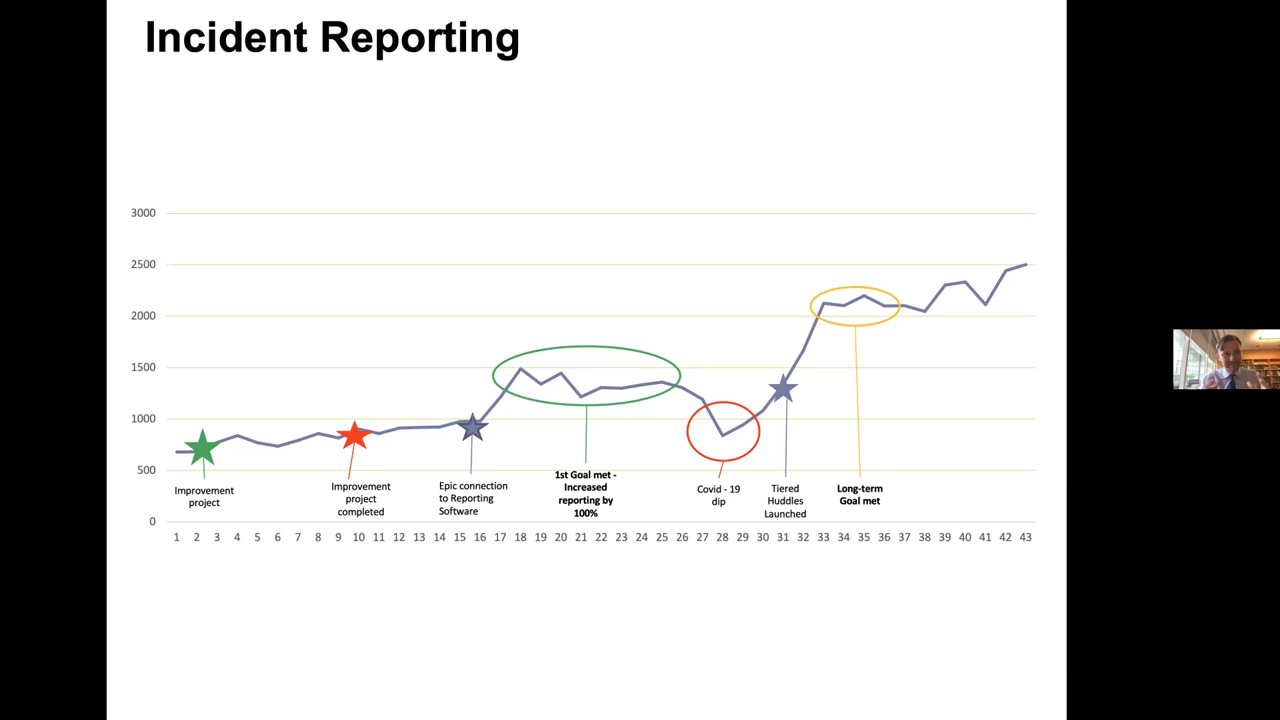 Incident Reporting
3000
2500
2000
1500
1000
500
0
Improvement
project
Improvement
project
completed
Epic connection
to Reporting
Software
1st Goal met -
Increased
reporting by
100%
Covid - 19
dip
Tiered
Huddles
Launched
Long-term
Goal met
1 2 3 4 5 6 7 8 9 10 11 12 13 14 15 16 17 18 19 20 21 22 23 24 25 26 27 28 29 30 31 32 33 34 35 36 37 38 39 40 41 42 43